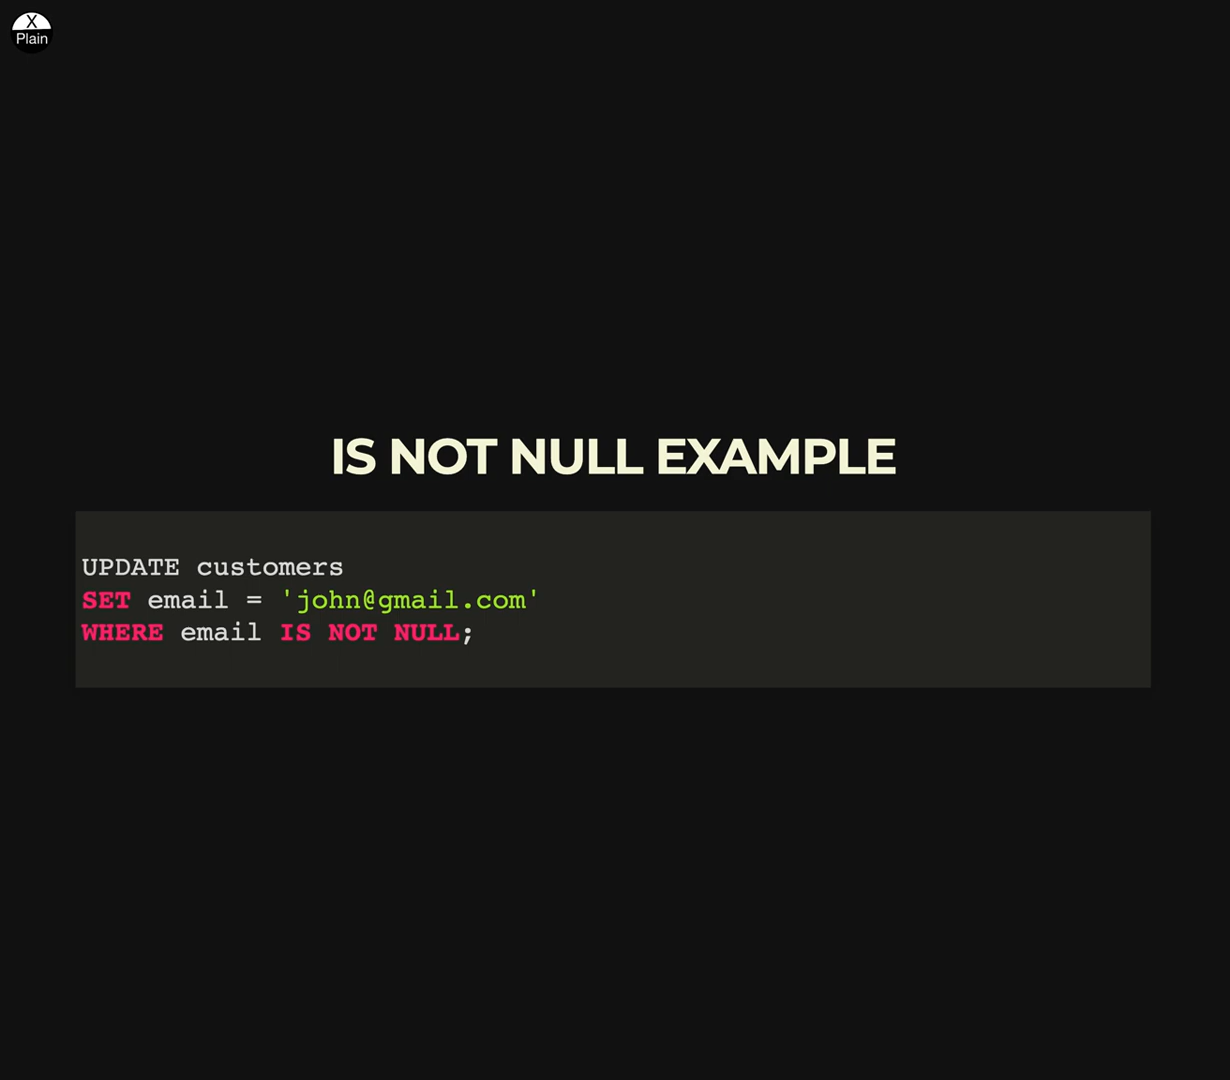 X
Plain
IS NOT NULL EXAMPLE
UPDATE customers
SET email = 'john@gmail.com'
WHERE email IS NOT NULL;